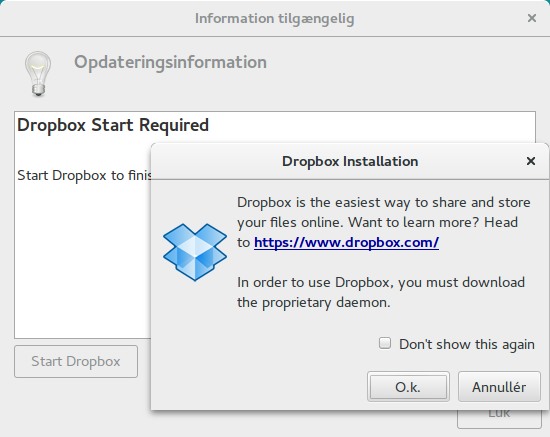 Information tilgængelig
Opdateringsinformation
Dropbox Start Required
Start Dropbox to finis
Dropbox Installation
Dropbox is the easiest way to share and store
your files online. Want to learn more? Head
to https://www.dropbox.com/
In order to use Dropbox, you must download
the proprietary daemon.
Don't show this again
Start Dropbox
O.k.
Annullér
Luk